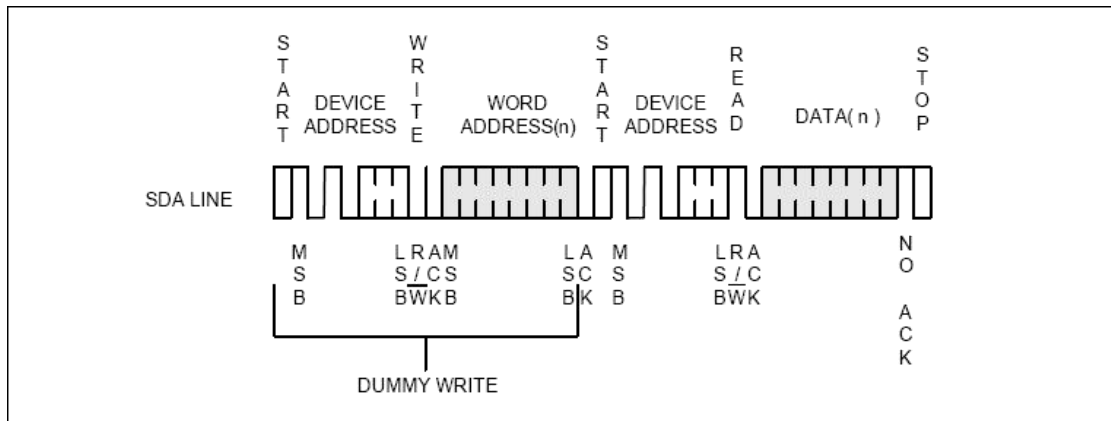 START
DEVICE
ADDRESS
WRITE
WORD
ADDRESS(n)
START
DEVICE
ADDRESS
READ
DATA( n )
STOP
SDA LINE
MSB
LSB
R/W
ACK
MSB
LSB
ACK
MSB
LSB
R/W
ACK
NO ACK
DUMMY WRITE